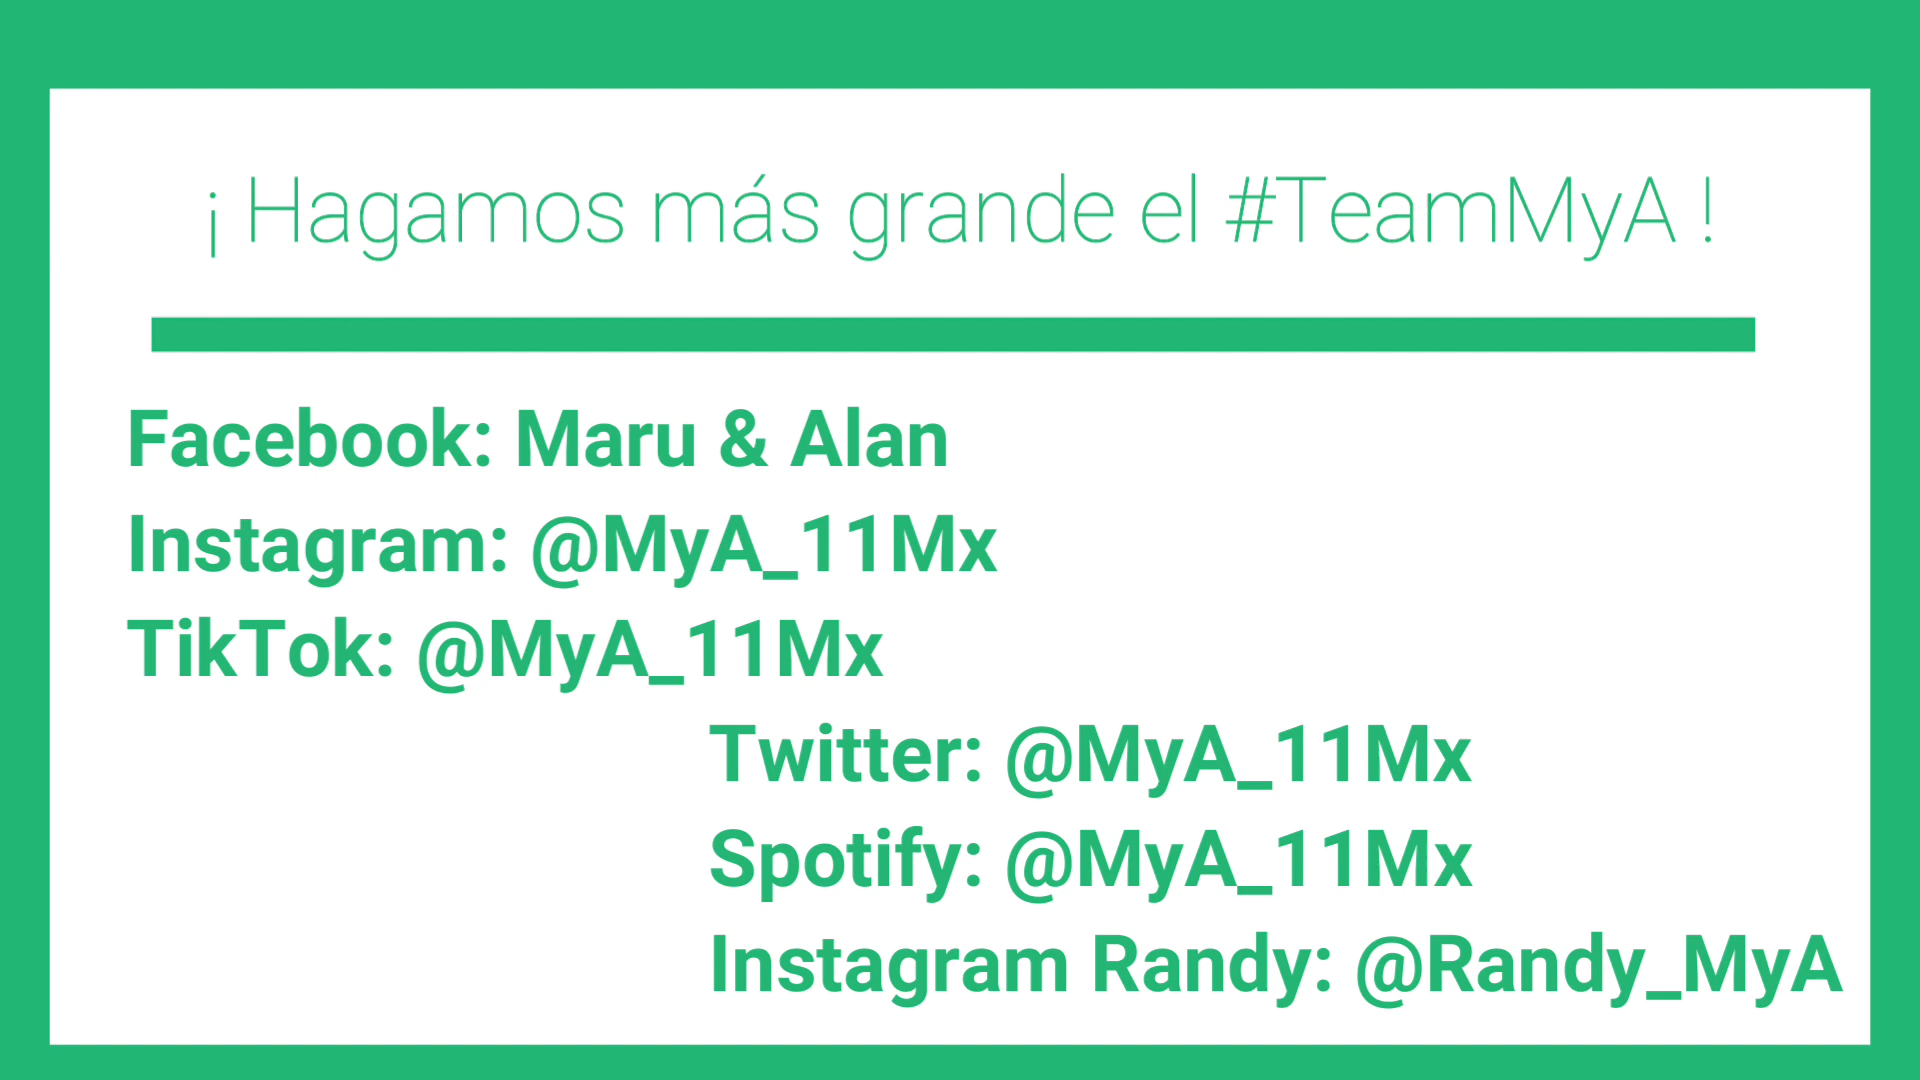 ¡ Hagamos más grande el #TeamMyA !
Facebook: Maru & Alan
Instagram: @MyA_11Mx
TikTok: @MyA_11Mx
Twitter: @MyA_11Mx
Spotify: @MyA_11Mx
Instagram Randy: @Randy_MyA